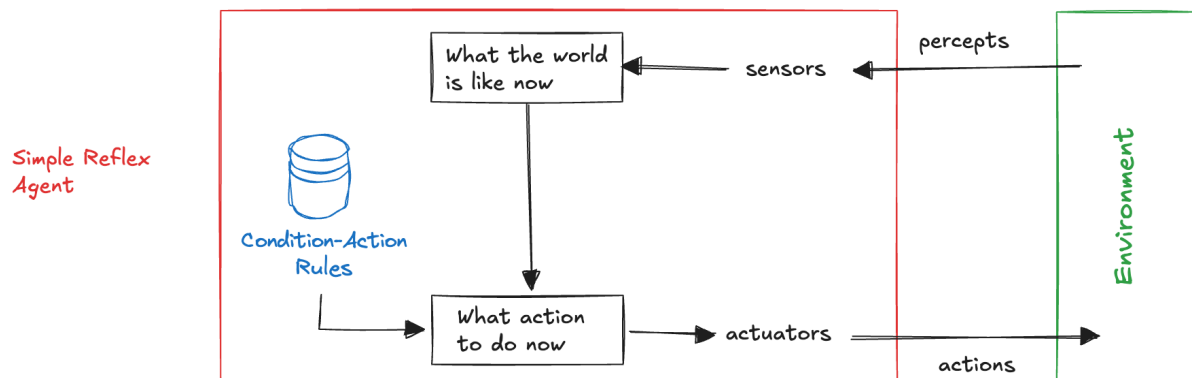 What the world
is like now
sensors
percepts
Simple Reflex
Agent
Condition-Action
Rules
Environment
What action
to do now
actuators
actions